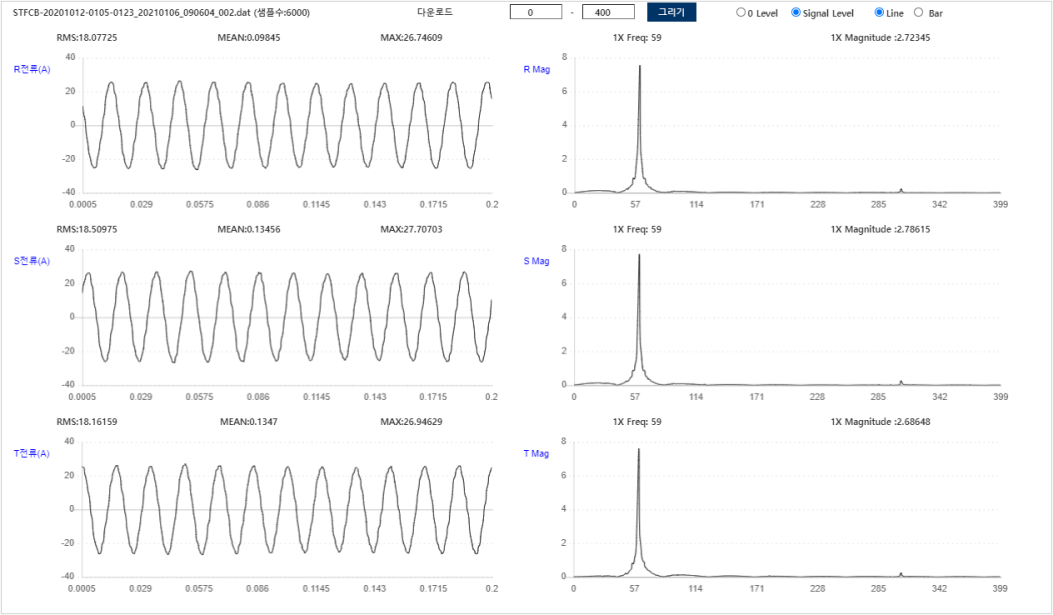 STFCB-20201012-0105-0123_20210106_090604_002.dat (샘플수:6000) 다운로드 0 - 400 그리기 0 Level Signal Level Line Bar
RMS:18.07725 MEAN:0.09845 MAX:26.74609 1X Freq: 59 1X Magnitude :2.72345
R전류(A)
40
20
0
-20
-40
0.0005 0.029 0.0575 0.086 0.1145 0.143 0.1715 0.2
R Mag
8
6
4
2
0
0 57 114 171 228 285 342 399
RMS:18.50975 MEAN:0.13456 MAX:27.70703 1X Freq: 59 1X Magnitude :2.78615
S전류(A)
40
20
0
-20
-40
0.0005 0.029 0.0575 0.086 0.1145 0.143 0.1715 0.2
S Mag
8
6
4
2
0
0 57 114 171 228 285 342 399
RMS:18.16159 MEAN:0.1347 MAX:26.94629 1X Freq: 59 1X Magnitude :2.68648
T전류(A)
40
20
0
-20
-40
0.0005 0.029 0.0575 0.086 0.1145 0.143 0.1715 0.2
T Mag
8
6
4
2
0
0 57 114 171 228 285 342 399